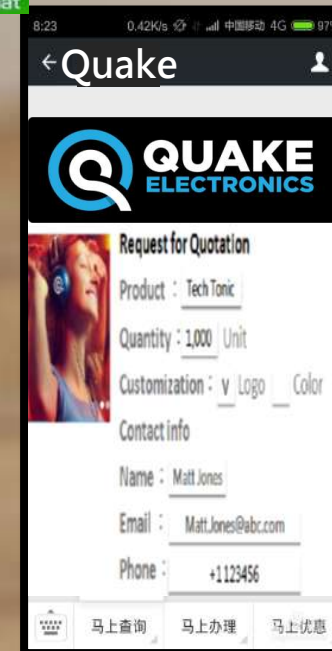 8:23 0.42K/s 中国移动 4G 97%
Quake
QUAKE
ELECTRONICS
Request for Quotation
Product : Tech Tonic
Quantity : 1,000 Unit
Customization : v Logo __ Color
Contact info
Name : Matt Jones
Email : Matt.Jones@abc.com
Phone : +1123456
马上查询 马上办理 马上优惠